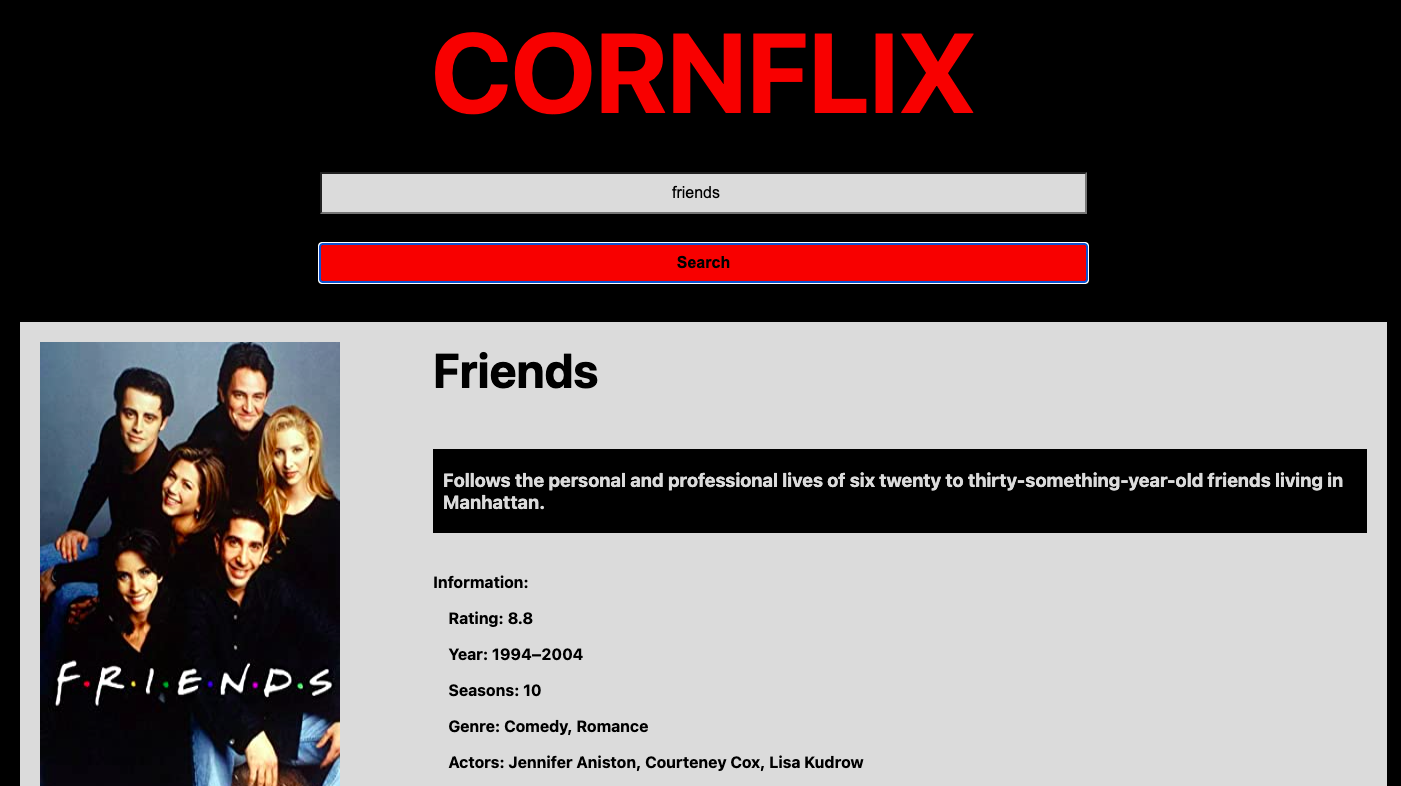 CORNFLIX
friends
Search
Friends
Follows the personal and professional lives of six twenty to thirty-something-year-old friends living in
Manhattan.
Information:
Rating: 8.8
Year: 1994–2004
Seasons: 10
Genre: Comedy, Romance
Actors: Jennifer Aniston, Courteney Cox, Lisa Kudrow
F·R·I·E·N·D·S